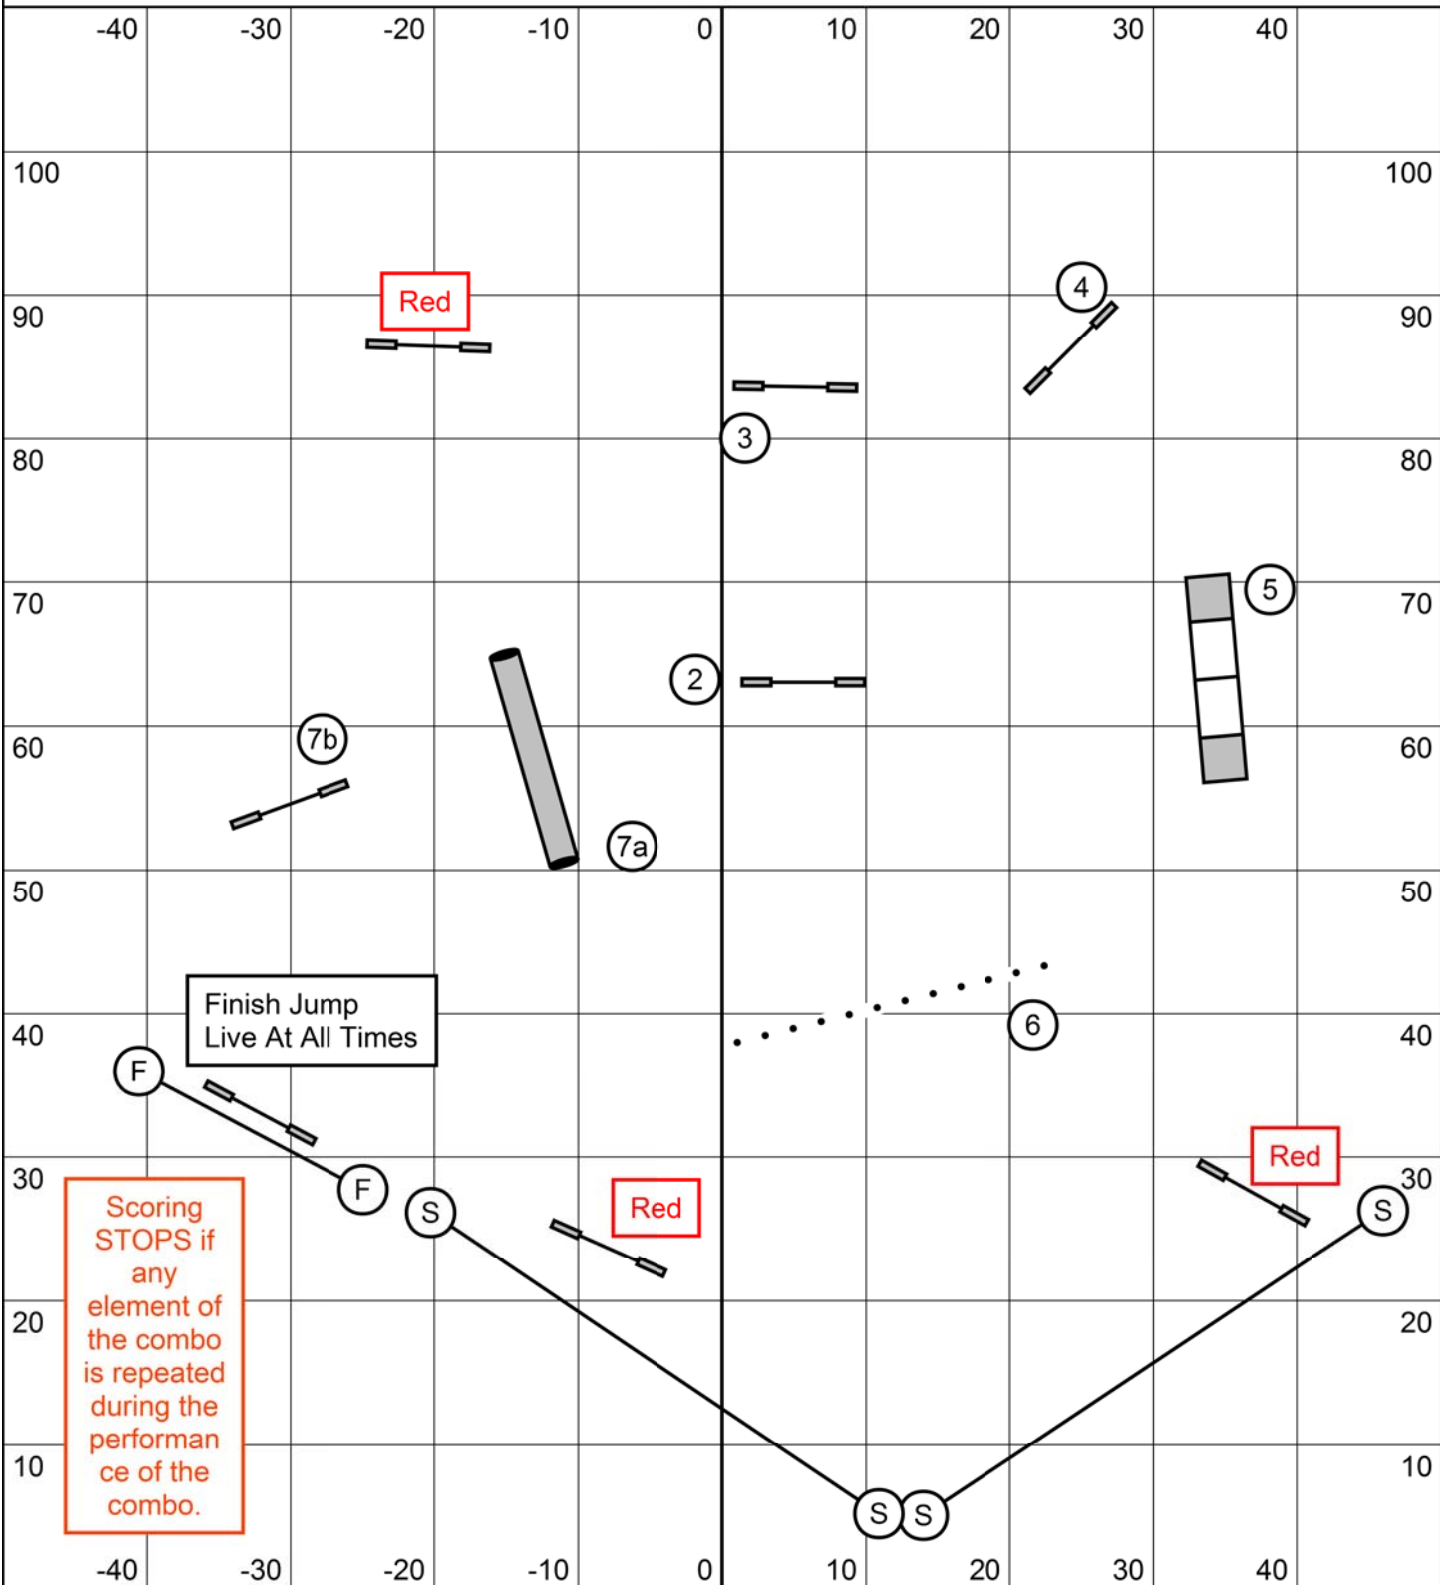 -40 -30 -20 -10 0 10 20 30 40
100 100
4
Red
90 90
3
80 80
5
70 70
2
7b
60 60
7a
50 50
Finish Jump
Live At All Times
6
40 40
F
Red
30 30
F
Red
S
S
Scoring
STOPS if
any
element of
the combo
is repeated
during the
performan
ce of the
combo.
20 20
10 10
S S
-40 -30 -20 -10 0 10 20 30 40